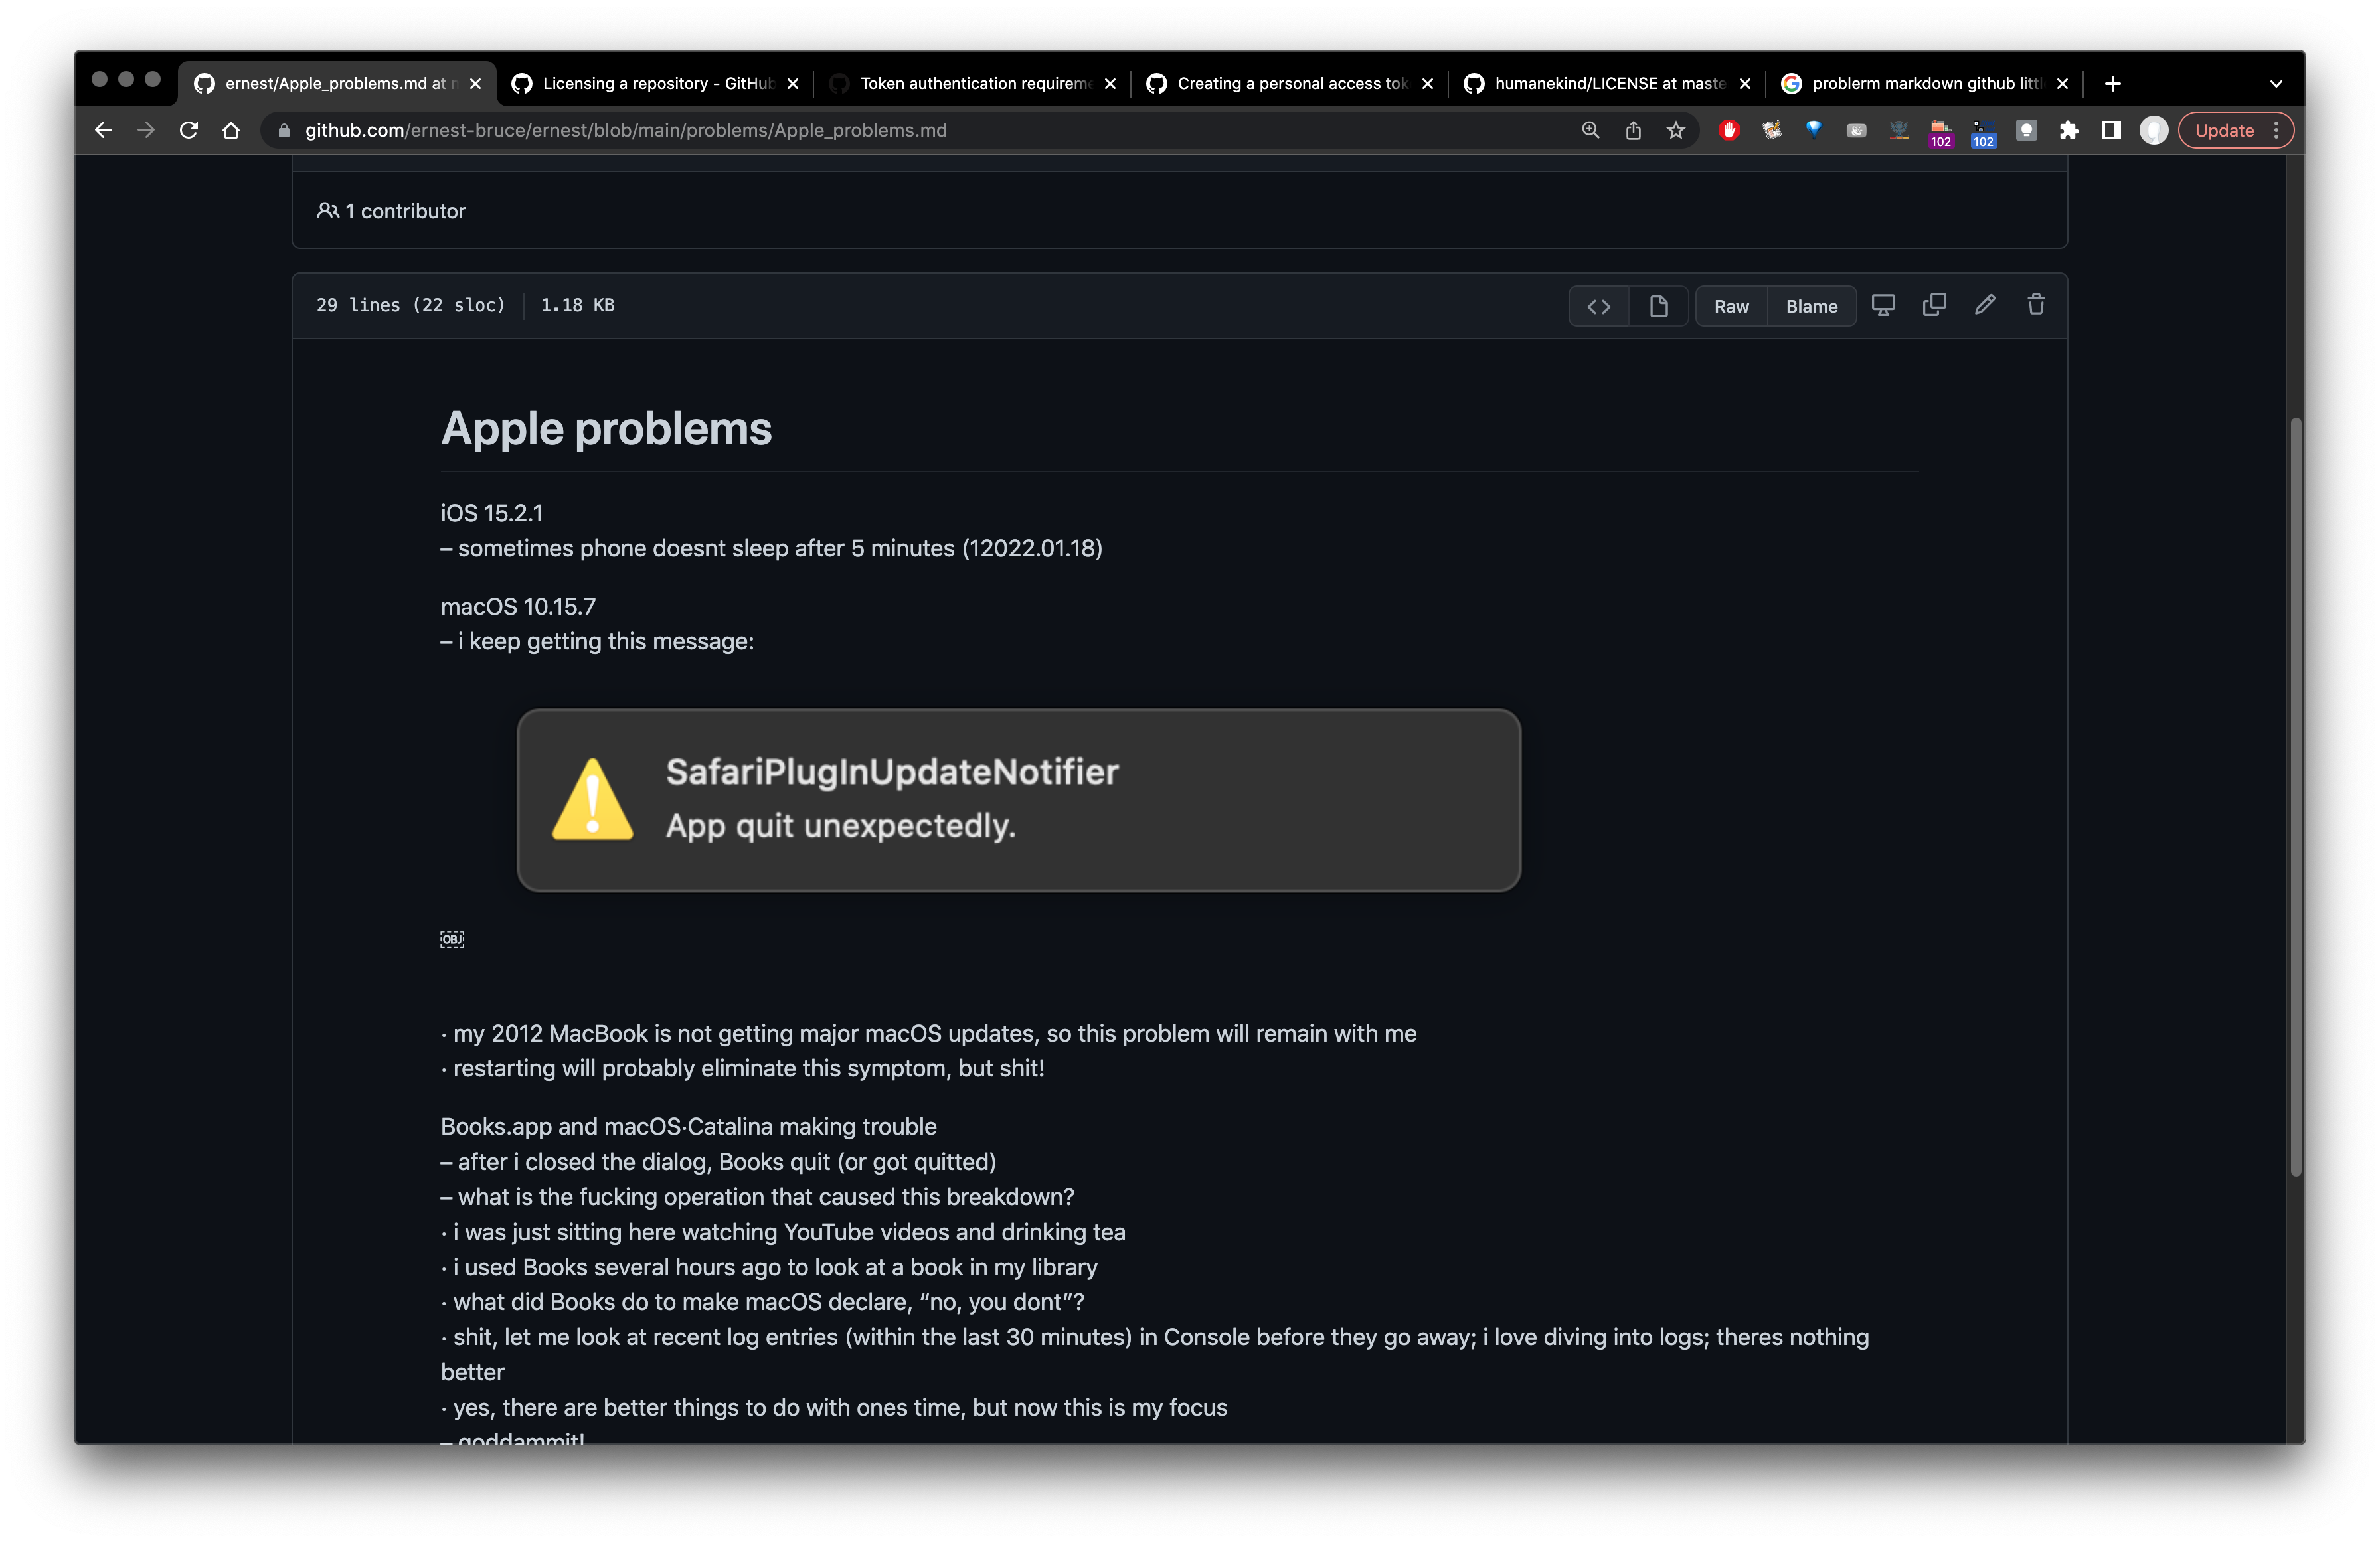 ernest/Apple_problems.md at
Licensing a repository - GitHub
Token authentication requireme
Creating a personal access tok
humanekind/LICENSE at maste
problerm markdown github littl
github.com/ernest-bruce/ernest/blob/main/problems/Apple_problems.md
102
102
Update
1 contributor
29 lines (22 sloc)
1.18 KB
Raw
Blame
Apple problems
iOS 15.2.1
– sometimes phone doesnt sleep after 5 minutes (12022.01.18)
macOS 10.15.7
– i keep getting this message:
SafariPlugInUpdateNotifier
App quit unexpectedly.
OBJ
· my 2012 MacBook is not getting major macOS updates, so this problem will remain with me
· restarting will probably eliminate this symptom, but shit!
Books.app and macOS·Catalina making trouble
– after i closed the dialog, Books quit (or got quitted)
– what is the fucking operation that caused this breakdown?
· i was just sitting here watching YouTube videos and drinking tea
· i used Books several hours ago to look at a book in my library
· what did Books do to make macOS declare, “no, you dont”?
· shit, let me look at recent log entries (within the last 30 minutes) in Console before they go away; i love diving into logs; theres nothing
better
· yes, there are better things to do with ones time, but now this is my focus
– goddammit!